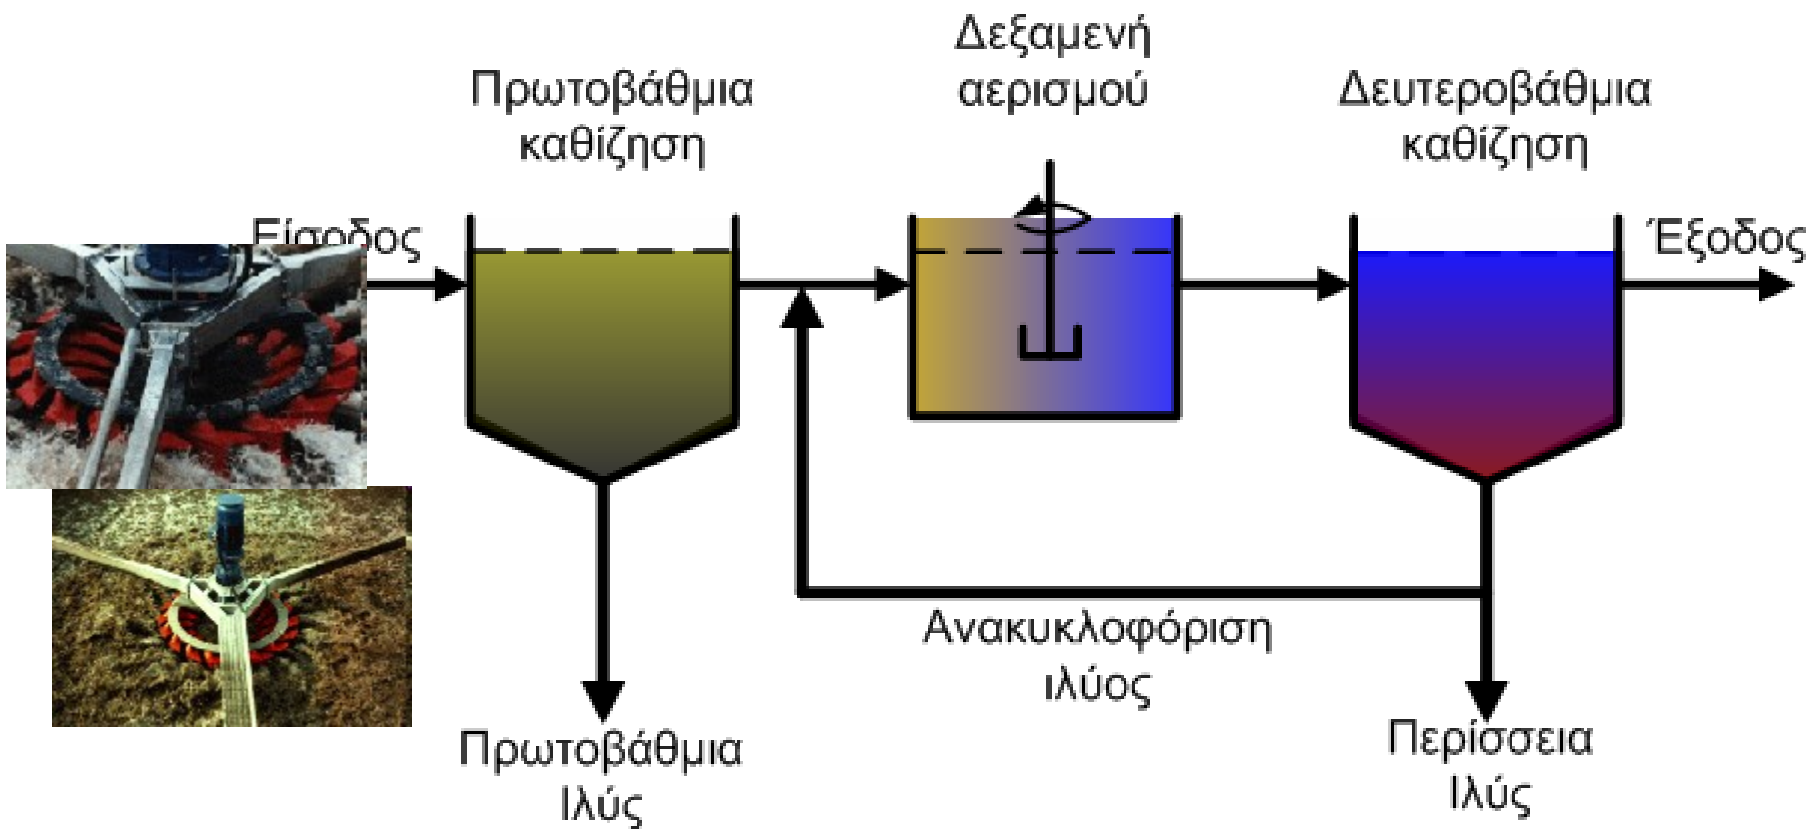 Δεξαμενή
αερισμού
Πρωτοβάθμια
καθίζηση
Δευτεροβάθμια
καθίζηση
Είσοδος
Έξοδος
Ανακυκλοφόριση
ιλύος
Πρωτοβάθμια
Ιλύς
Περίσσεια
Ιλύς